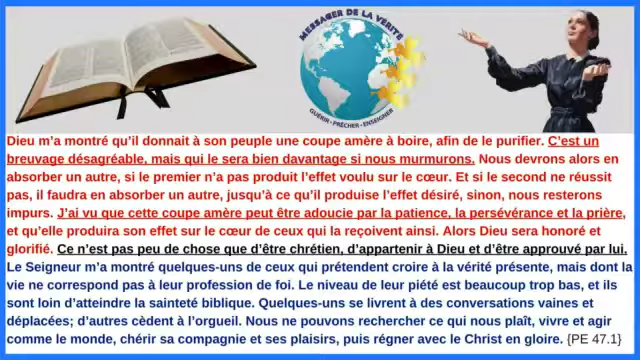 MESSAGER DE LA VÉRITÉ
GUÉRIR - PRÊCHER - ENSEIGNER
Dieu m’a montré qu’il donnait à son peuple une coupe amère à boire, afin de le purifier. C’est un
breuvage désagréable, mais qui le sera bien davantage si nous murmurons. Nous devrons alors en
absorber un autre, si le premier n’a pas produit l’effet voulu sur le cœur. Et si le second ne réussit
pas, il faudra en absorber un autre, jusqu’à ce qu’il produise l’effet désiré, sinon, nous resterons
impurs. J’ai vu que cette coupe amère peut être adoucie par la patience, la persévérance et la prière,
et qu’elle produira son effet sur le cœur de ceux qui la reçoivent ainsi. Alors Dieu sera honoré et
glorifié. Ce n’est pas peu de chose que d’être chrétien, d’appartenir à Dieu et d’être approuvé par lui.
Le Seigneur m’a montré quelques-uns de ceux qui prétendent croire à la vérité présente, mais dont la
vie ne correspond pas à leur profession de foi. Le niveau de leur piété est beaucoup trop bas, et ils
sont loin d’atteindre la sainteté biblique. Quelques-uns se livrent à des conversations vaines et
déplacées; d’autres cèdent à l’orgueil. Nous ne pouvons rechercher ce qui nous plaît, vivre et agir
comme le monde, chérir sa compagnie et ses plaisirs, puis régner avec le Christ en gloire. {PE 47.1}